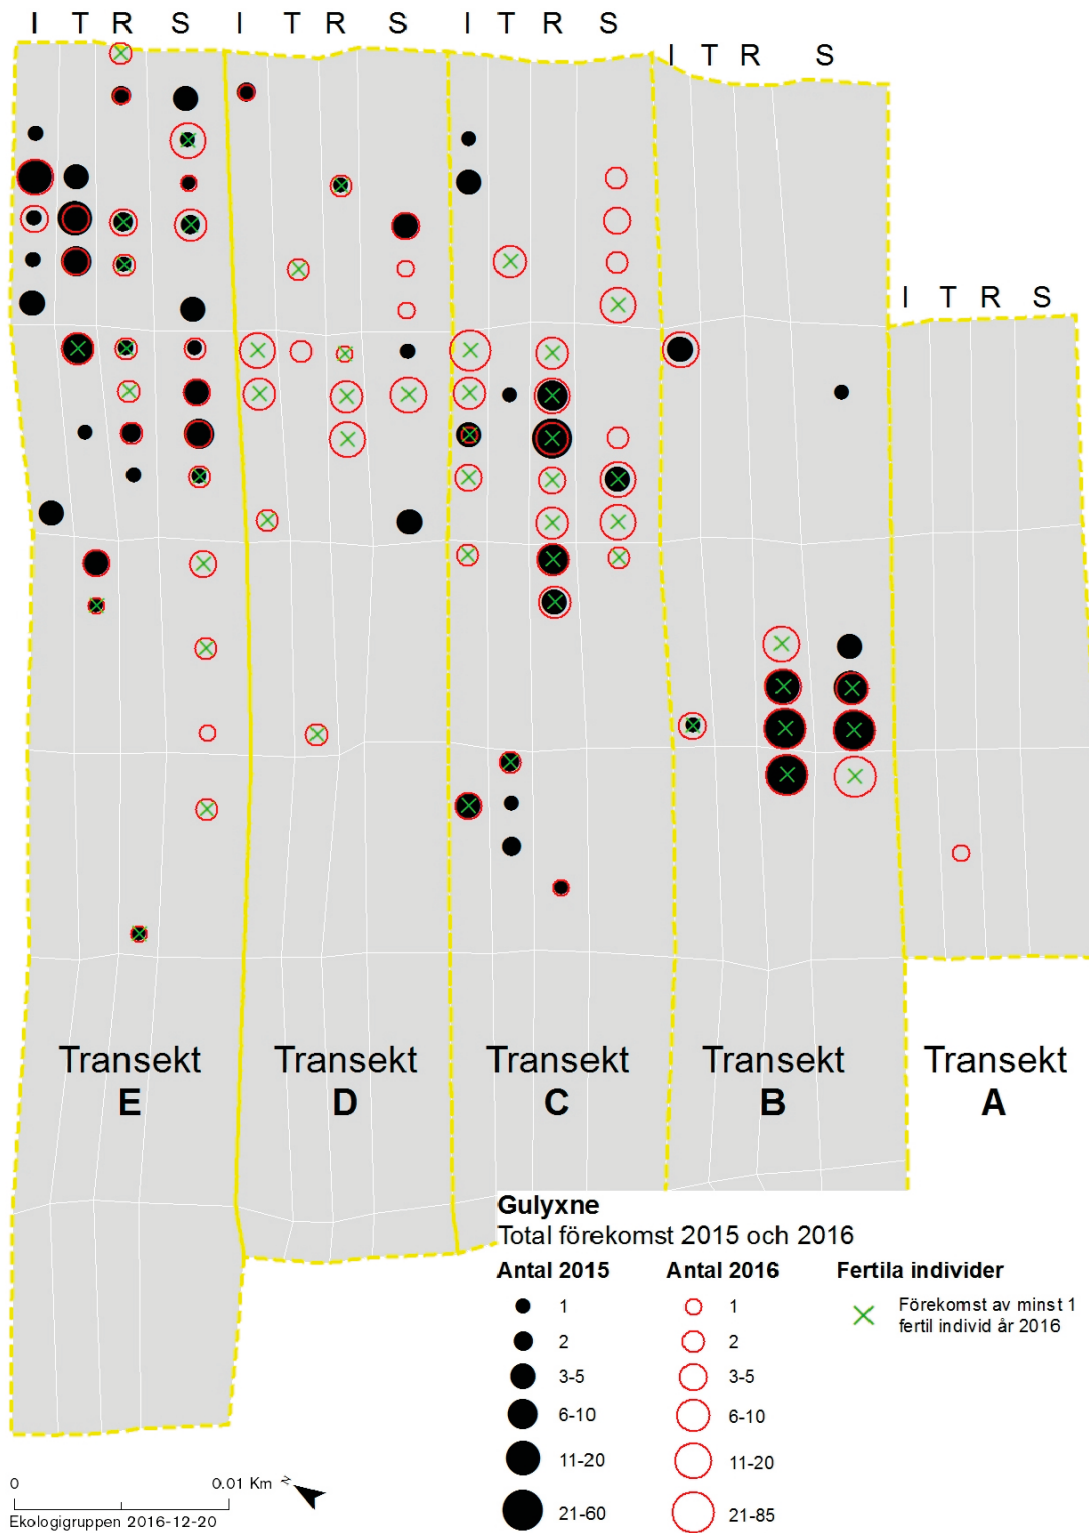 I T R S I T R S I T R S
I T R S
I T R S
Transekt E
Transekt D
Transekt C
Transekt B
Transekt A
Gulyxne
Total förekomst 2015 och 2016
Antal 2015 Antal 2016 Fertila individer
1 1 Förekomst av minst 1
fertil individ år 2016
2 2
3-5 3-5
6-10 6-10
11-20 11-20
21-60 21-85
0 0.01 Km N
Ekologigruppen 2016-12-20